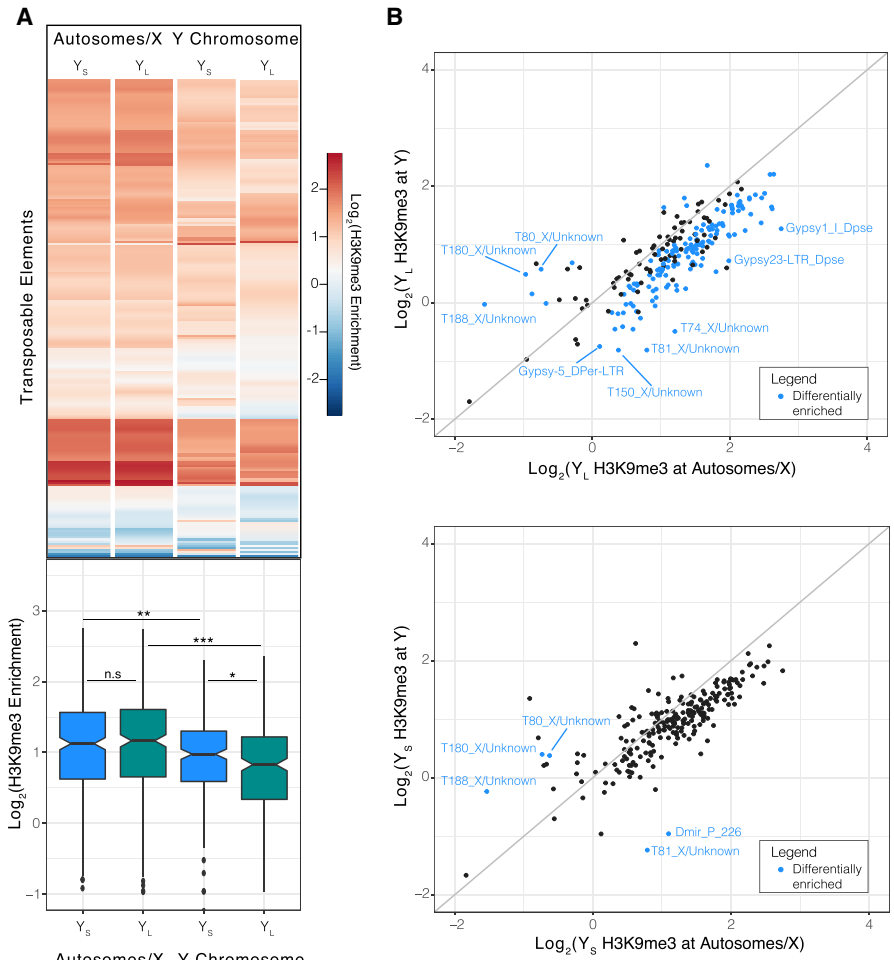 A
Autosomes/X Y Chromosome
YS YL YS YL
Transposable Elements
2
1
0
-1
-2
Log2(H3K9me3 Enrichment)
Log2(H3K9me3 Enrichment)
3
2
1
0
−1
**
***
n.s
*
YS YL YS YL
Autosomes/X Y Chromosome
B
Log2(YL H3K9me3 at Y)
4
2
0
−2
T80_X/Unknown
T180_X/Unknown
T188_X/Unknown
Gypsy1_I_Dpse
Gypsy23-LTR_Dpse
T74_X/Unknown
T81_X/Unknown
Gypsy-5_DPer-LTR
T150_X/Unknown
Legend
Differentially
enriched
−2 0 2 4
Log2(YL H3K9me3 at Autosomes/X)
Log2(YS H3K9me3 at Y)
4
2
0
−2
T80_X/Unknown
T180_X/Unknown
T188_X/Unknown
Dmir_P_226
T81_X/Unknown
Legend
Differentially
enriched
−2 0 2 4
Log2(YS H3K9me3 at Autosomes/X)